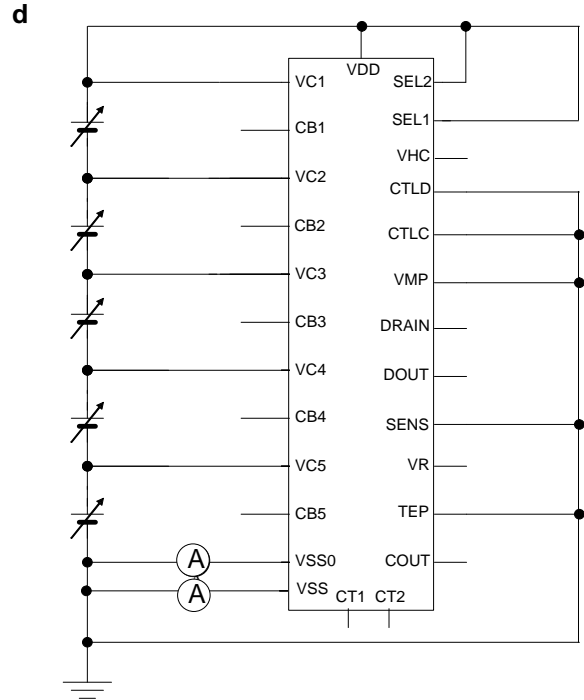 d
VDD
VC1
SEL2
CB1
SEL1
VHC
VC2
CTLD
CB2
CTLC
VC3
VMP
CB3
DRAIN
VC4
DOUT
CB4
SENS
VC5
VR
CB5
TEP
A
VSS0
COUT
A
VSS
CT1 CT2